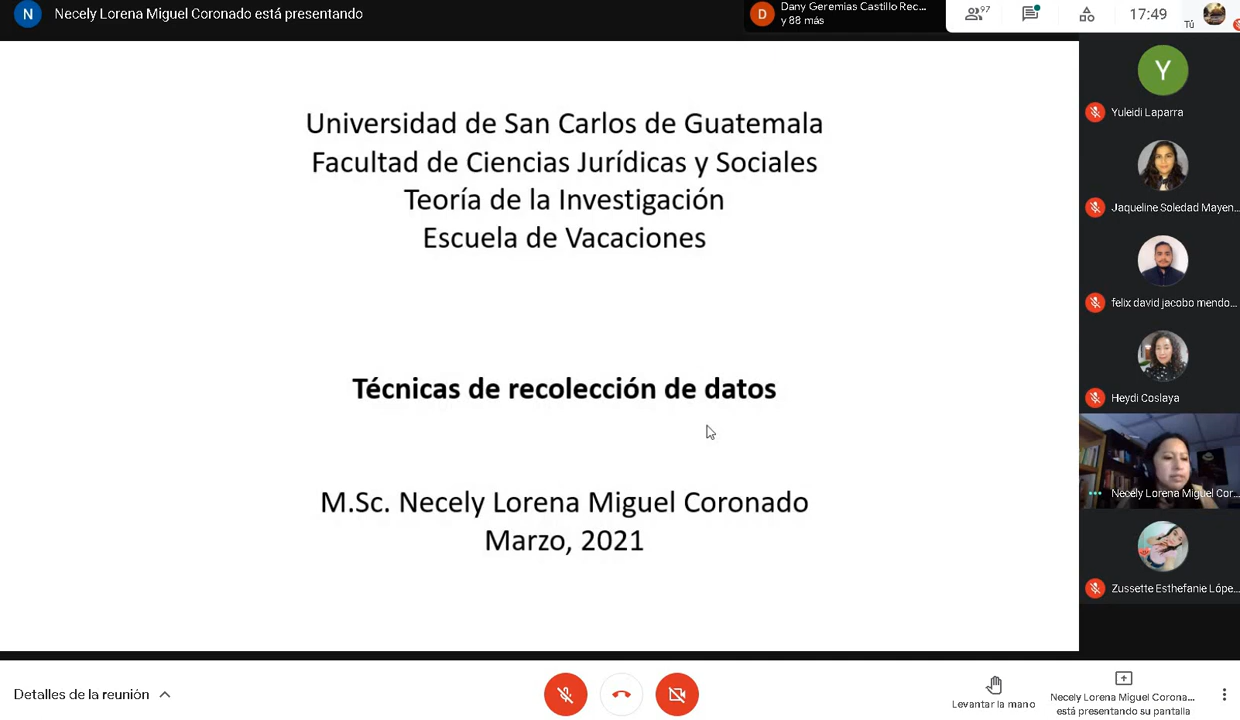 N Necely Lorena Miguel Coronado está presentando
D Dany Geremias Castillo Rec...
y 88 más
97
17:49
Tú
Universidad de San Carlos de Guatemala
Facultad de Ciencias Jurídicas y Sociales
Teoría de la Investigación
Escuela de Vacaciones
Técnicas de recolección de datos
M.Sc. Necely Lorena Miguel Coronado
Marzo, 2021
Y
Yuleidi Laparra
Jaqueline Soledad Mayen...
felix david jacobo mendo...
Heydi Coslaya
Necely Lorena Miguel Cor...
Zussette Esthefanie Lópe...
Detalles de la reunión
Levantar la mano
Necely Lorena Miguel Corona...
está presentando su pantalla